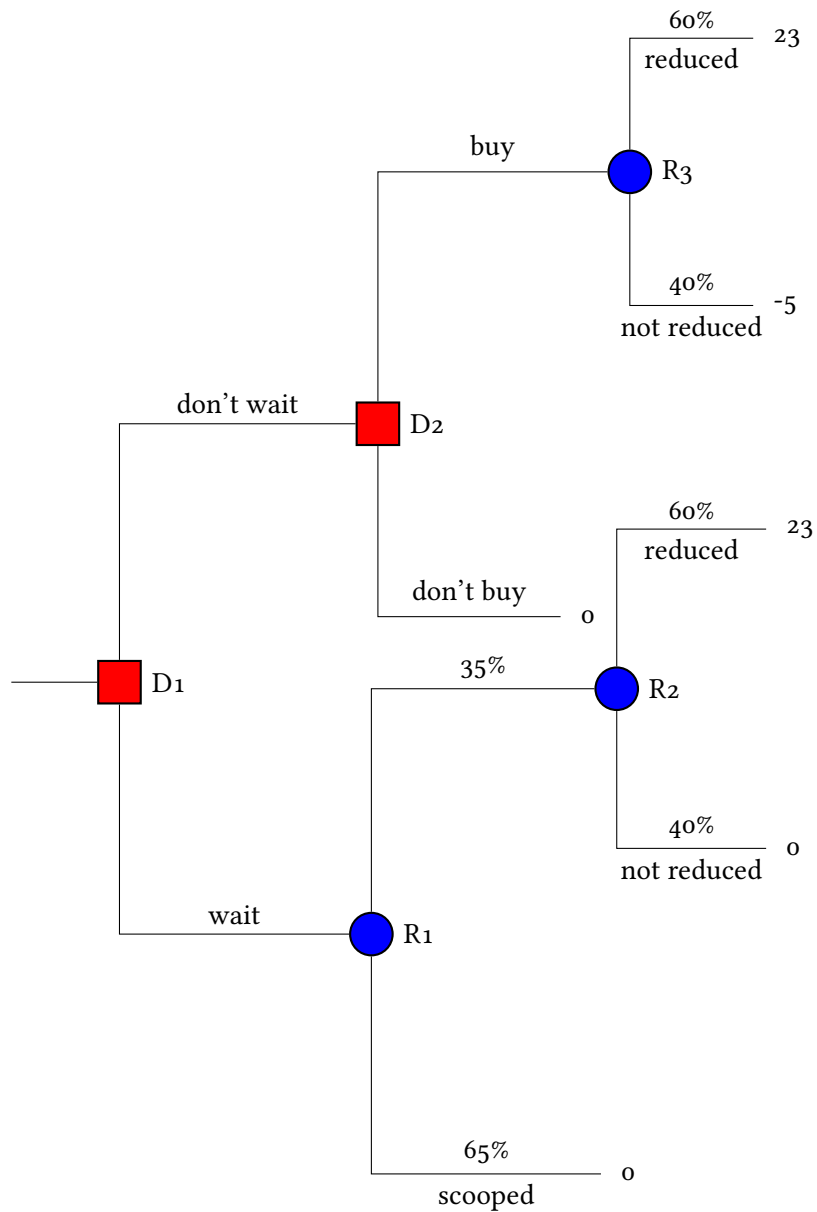 60%
23
reduced
buy
R3
40%
-5
not reduced
don't wait
D2
60%
23
reduced
don't buy
0
35%
D1
R2
40%
0
not reduced
wait
R1
65%
0
scooped